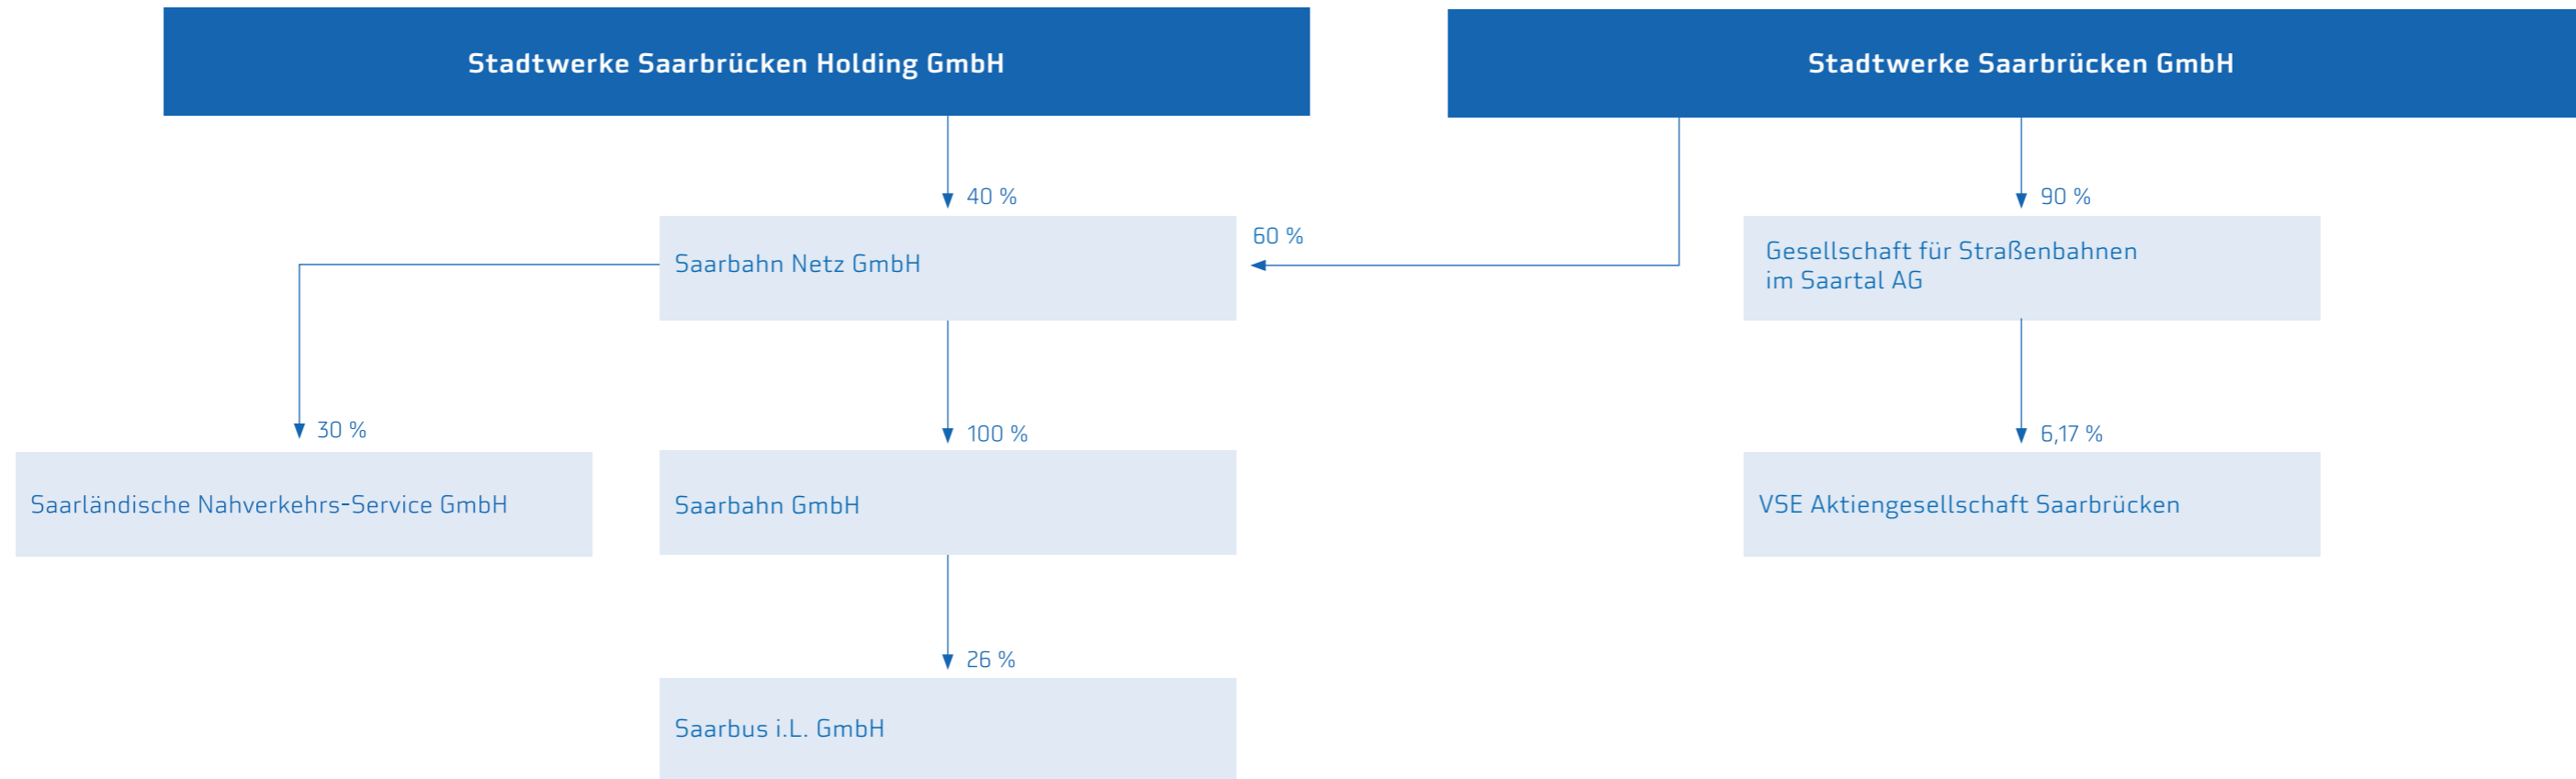 Stadtwerke Saarbrücken Holding GmbH
Stadtwerke Saarbrücken GmbH
40 %
90 %
60 %
Saarbahn Netz GmbH
Gesellschaft für Straßenbahnen
im Saartal AG
30 %
100 %
6,17 %
Saarländische Nahverkehrs-Service GmbH
Saarbahn GmbH
VSE Aktiengesellschaft Saarbrücken
26 %
Saarbus i.L. GmbH